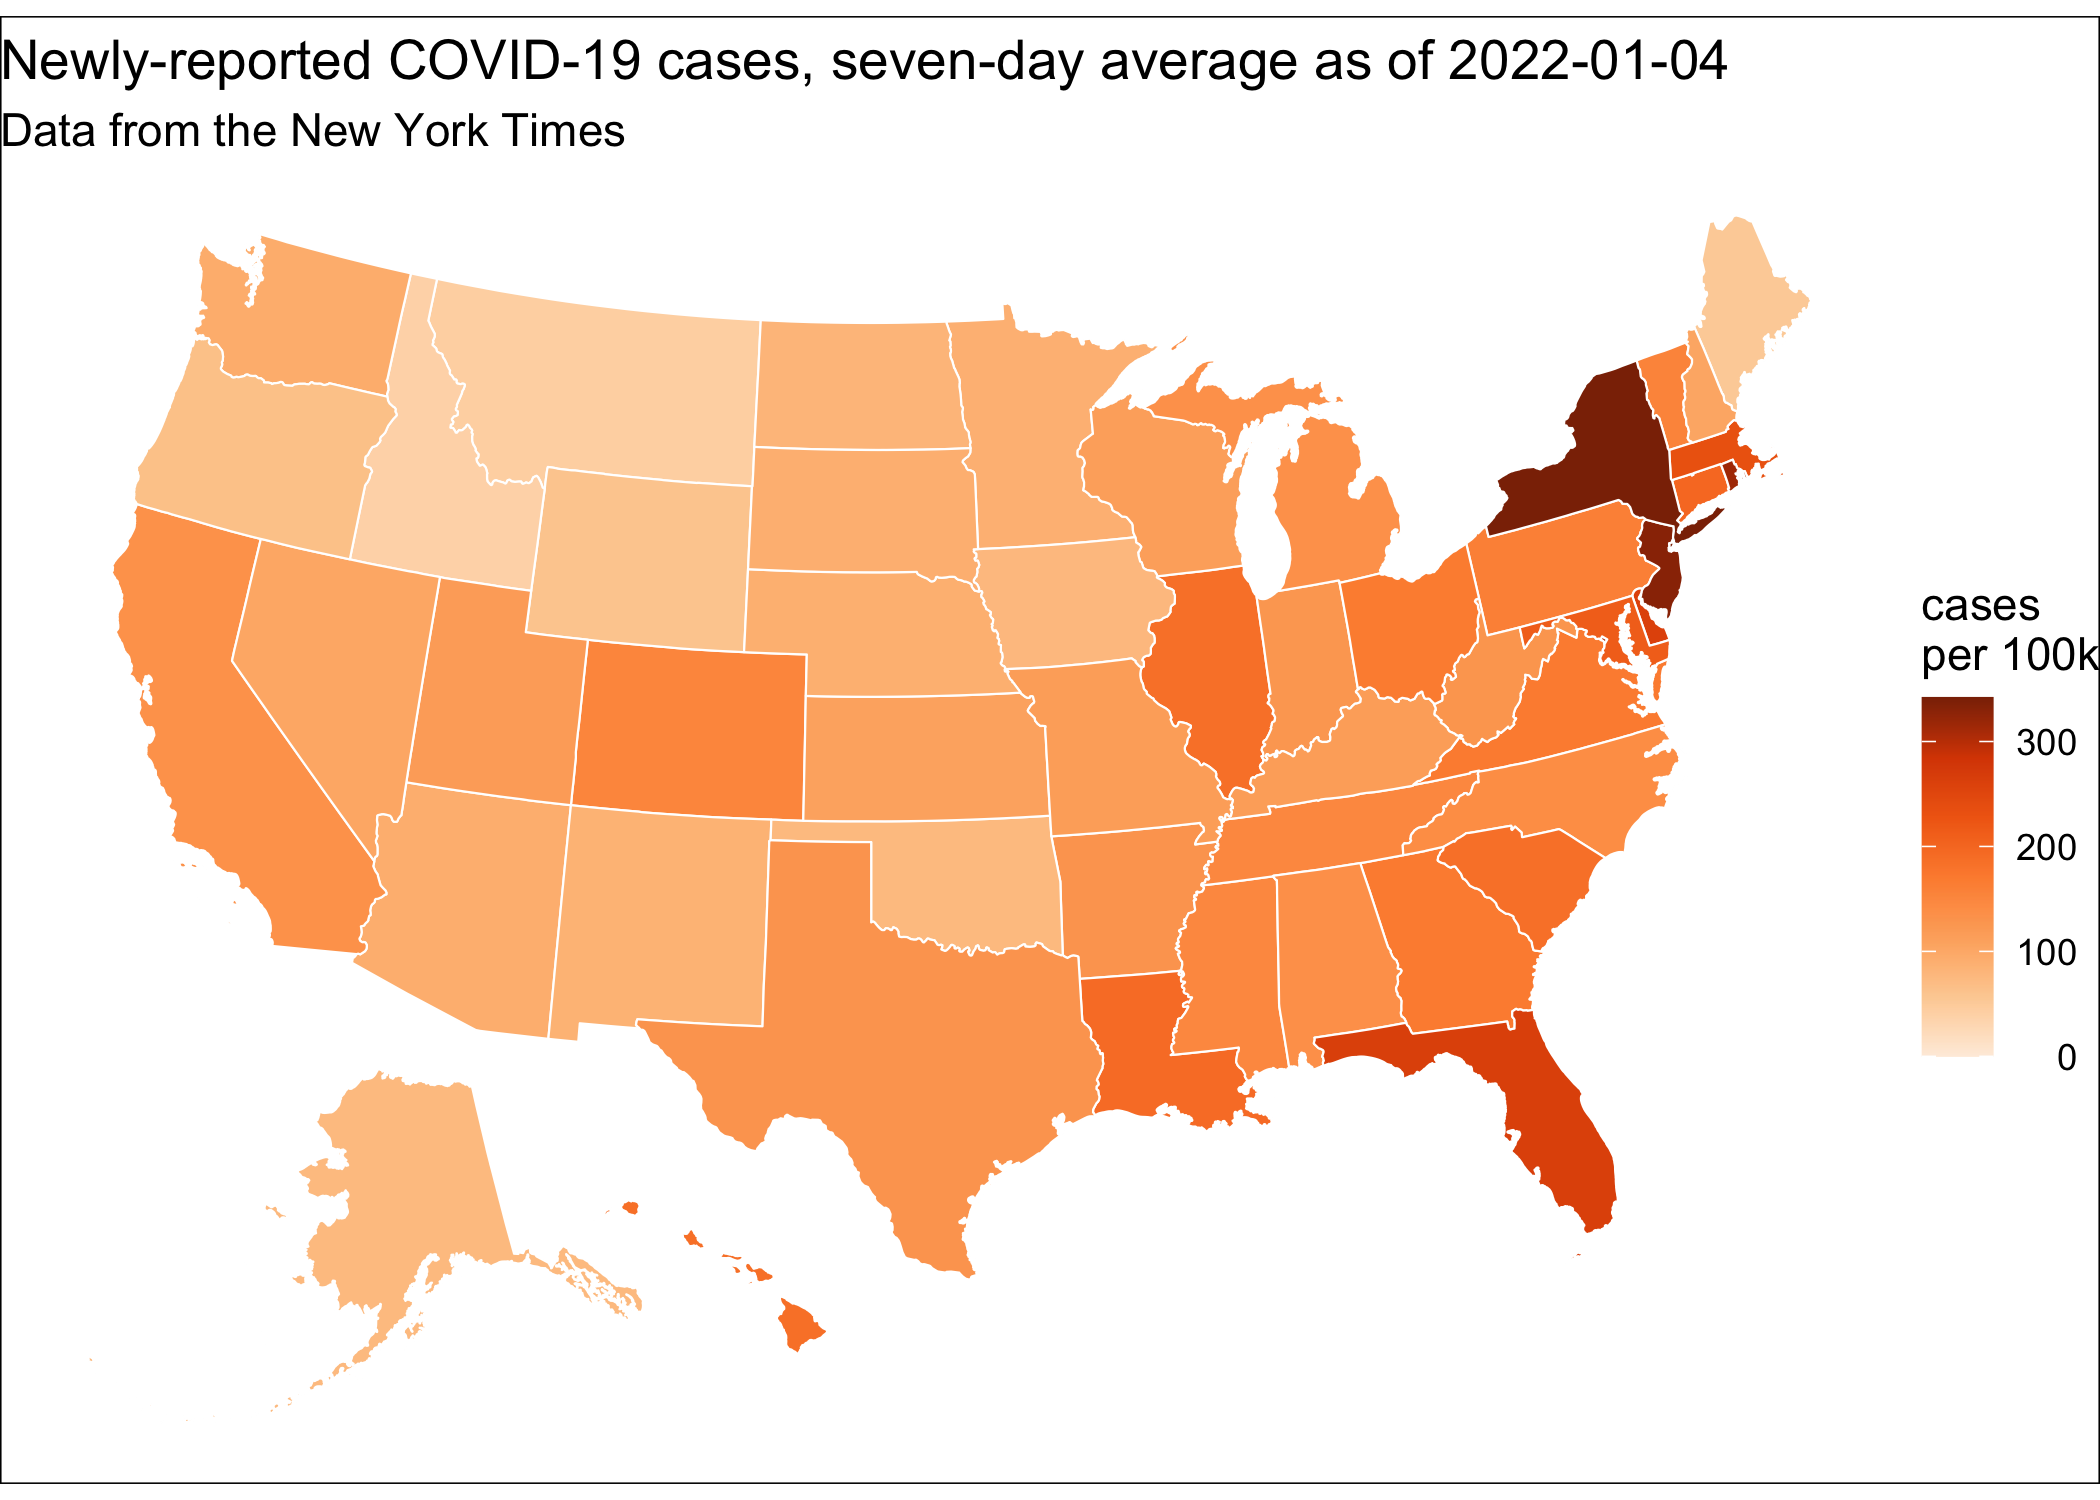 Newly-reported COVID-19 cases, seven-day average as of 2022-01-04
Data from the New York Times
cases
per 100k
300
200
100
0